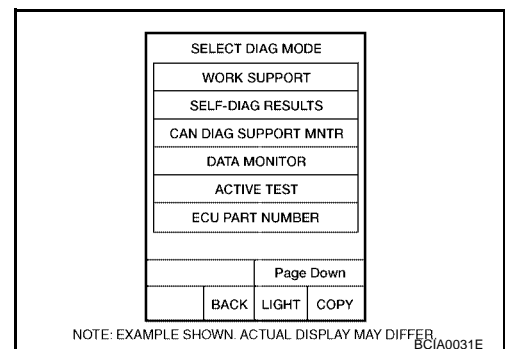 SELECT DIAG MODE
WORK SUPPORT
SELF-DIAG RESULTS
CAN DIAG SUPPORT MNTR
DATA MONITOR
ACTIVE TEST
ECU PART NUMBER
Page Down
BACK LIGHT COPY
NOTE: EXAMPLE SHOWN. ACTUAL DISPLAY MAY DIFFER.
BCIA0031E